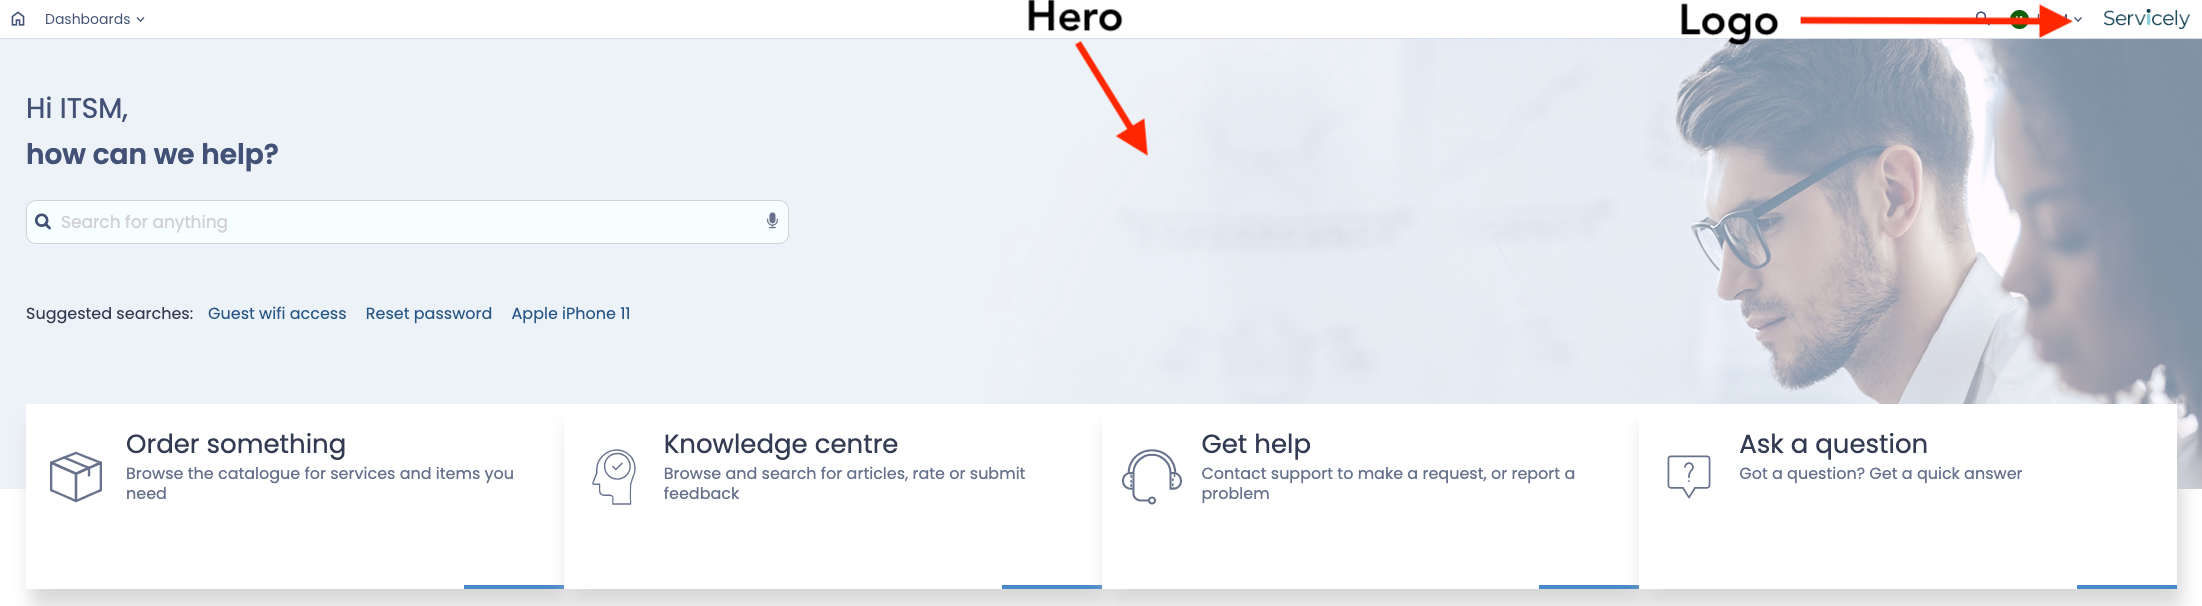 Dashboards
Hero
Logo
Servicely
Hi ITSM,
how can we help?
Search for anything
Suggested searches: Guest wifi access Reset password Apple iPhone 11
Order something
Browse the catalogue for services and items you
need
Knowledge centre
Browse and search for articles, rate or submit
feedback
Get help
Contact support to make a request, or report a
problem
Ask a question
Got a question? Get a quick answer